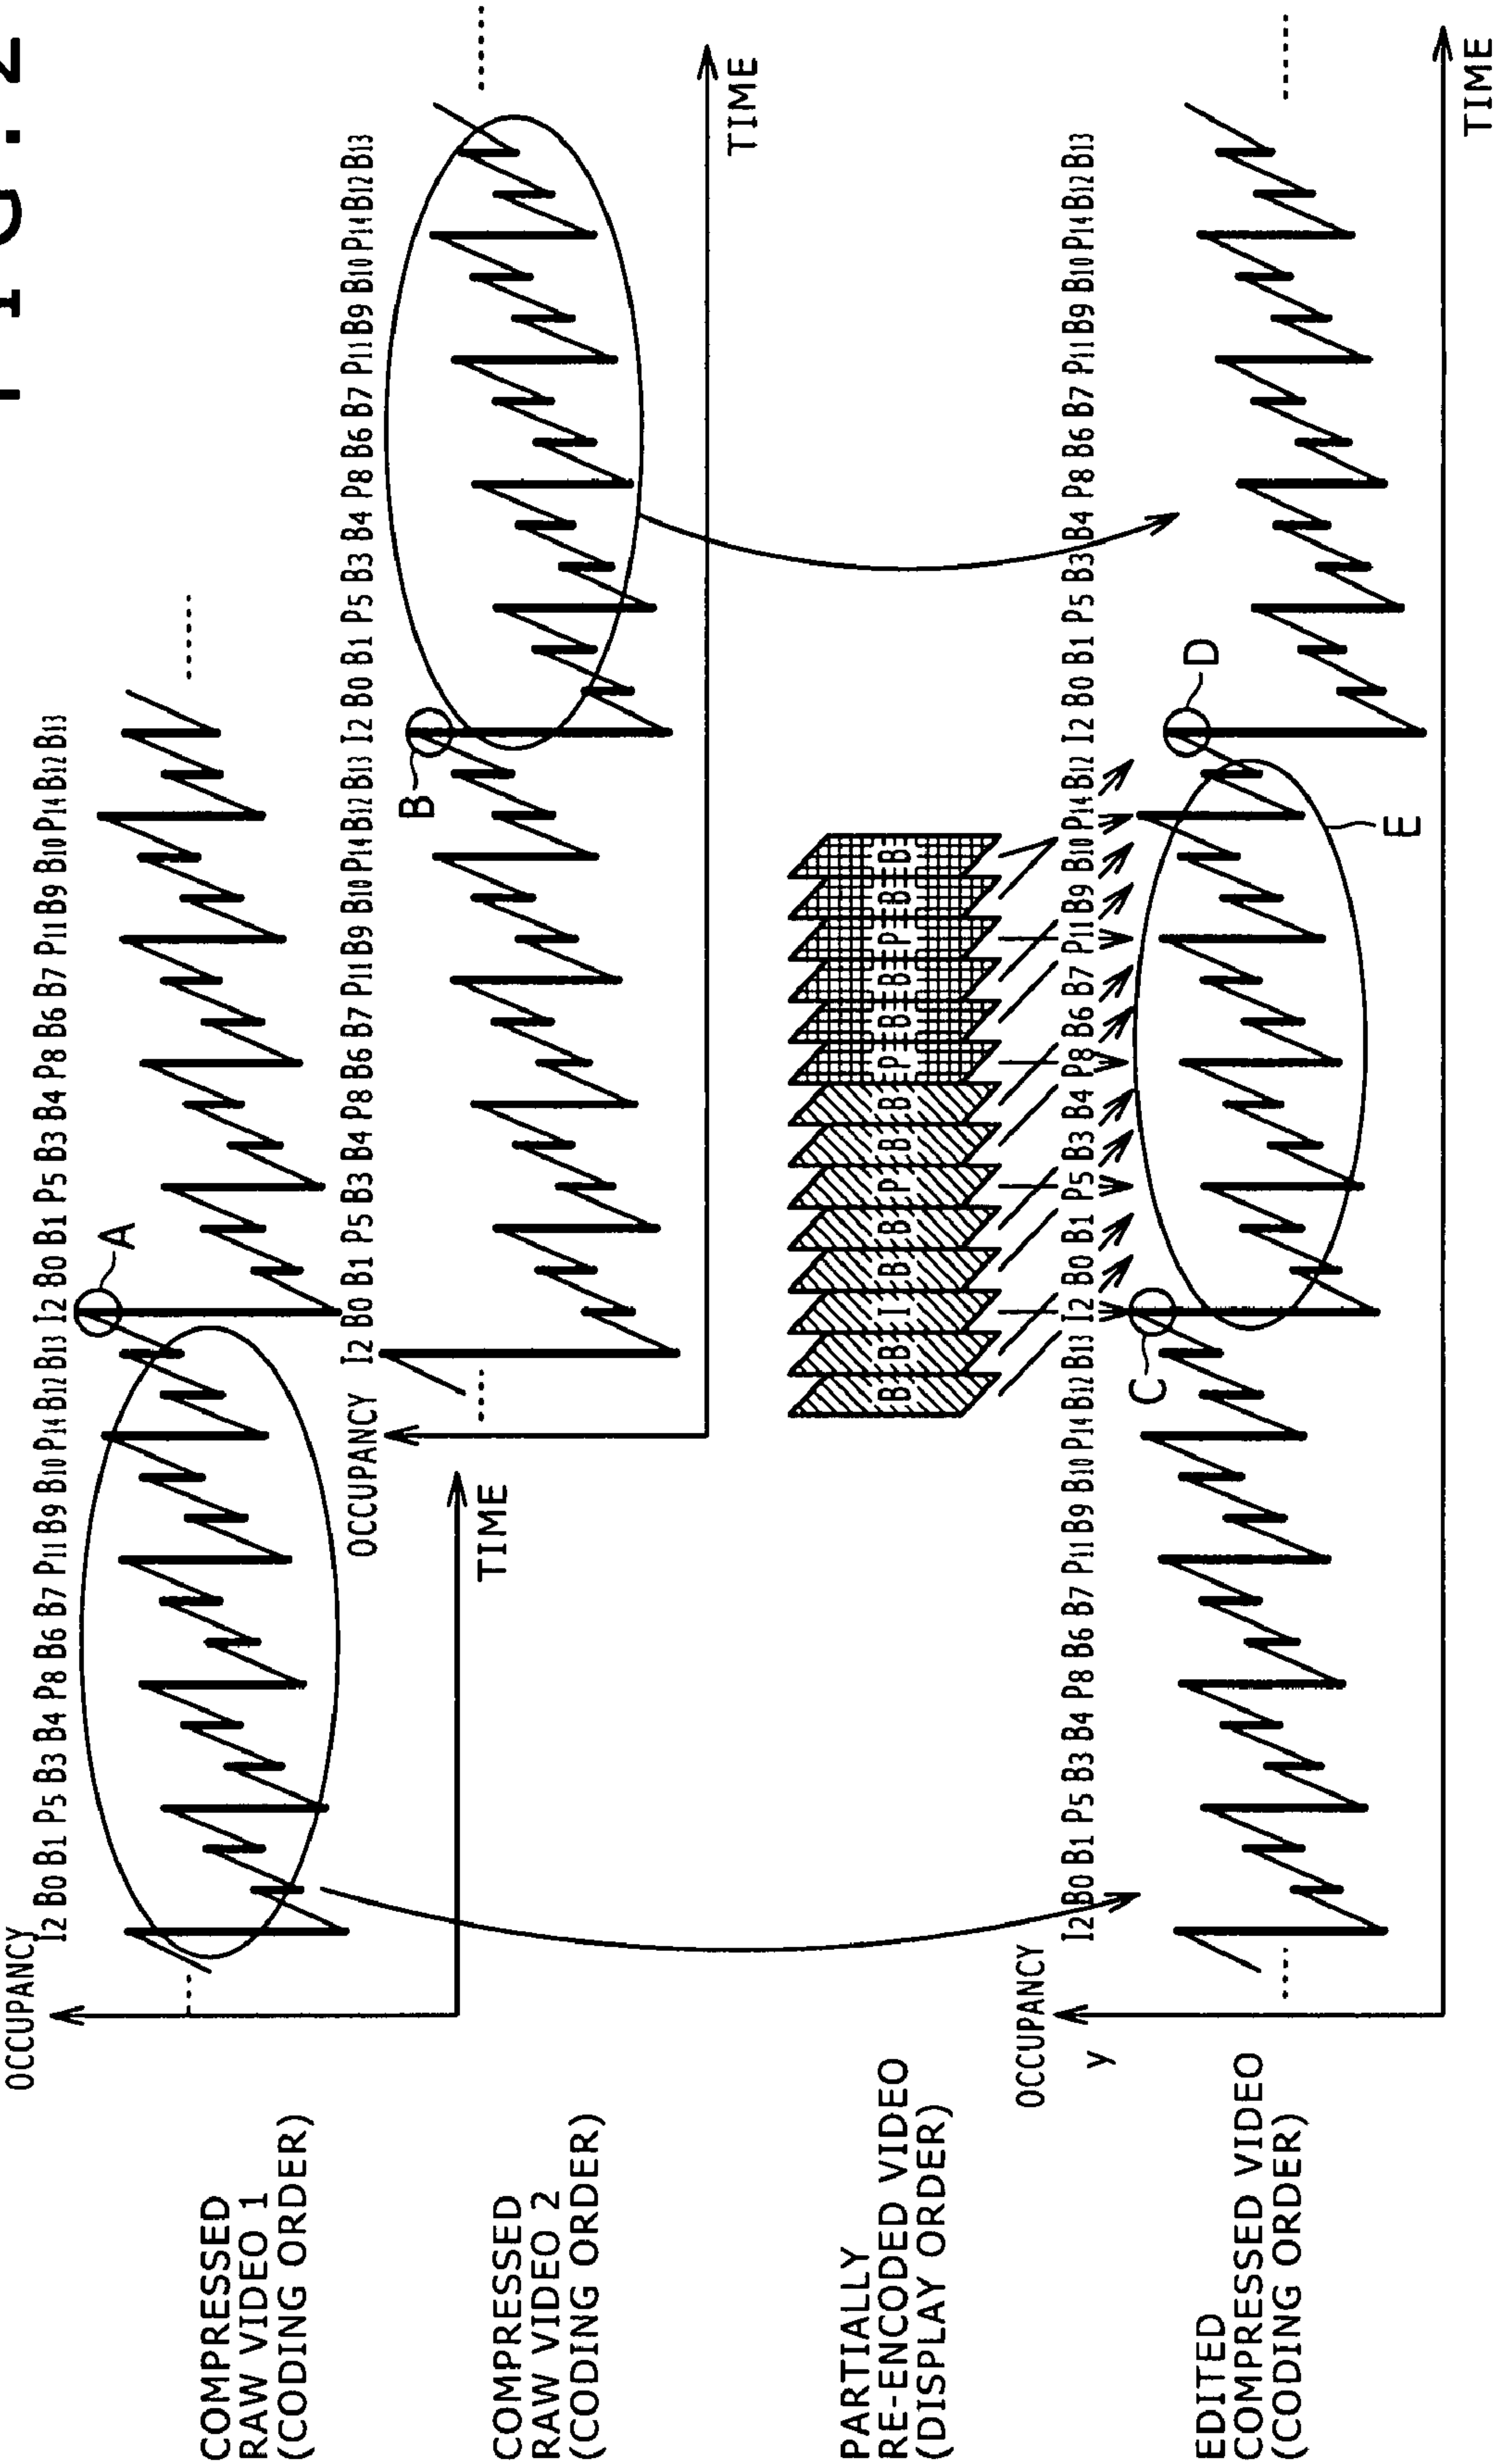 FIG. 2
COMPRESSED
RAW VIDEO 1
(CODING ORDER)
OCCUPANCY
I2 B0 B1 P5 B3 B4 P8 B6 B7 P11 B9 B10 P14 B12 B13 I2 B0 B1 P5 B3 B4 P8 B6 B7 P11 B9 B10 P14 B12 B13
A
TIME
COMPRESSED
RAW VIDEO 2
(CODING ORDER)
OCCUPANCY
I2 B0 B1 P5 B3 B4 P8 B6 B7 P11 B9 B10 P14 B12 B13 I2 B0 B1 P5 B3 B4 P8 B6 B7 P11 B9 B10 P14 B12 B13
B
TIME
PARTIALLY
RE-ENCODED VIDEO
(DISPLAY ORDER)
B B I B B P B B P B B P B B
EDITED
COMPRESSED VIDEO
(CODING ORDER)
OCCUPANCY
y
I2 B0 B1 P5 B3 B4 P8 B6 B7 P11 B9 B10 P14 B12 B13 I2 B0 B1 P5 B3 B4 P8 B6 B7 P11 B9 B10 P14 B12 I2 B0 B1 P5 B3 B4 P8 B6 B7 P11 B9 B10 P14 B12 B13
C
D
E
TIME